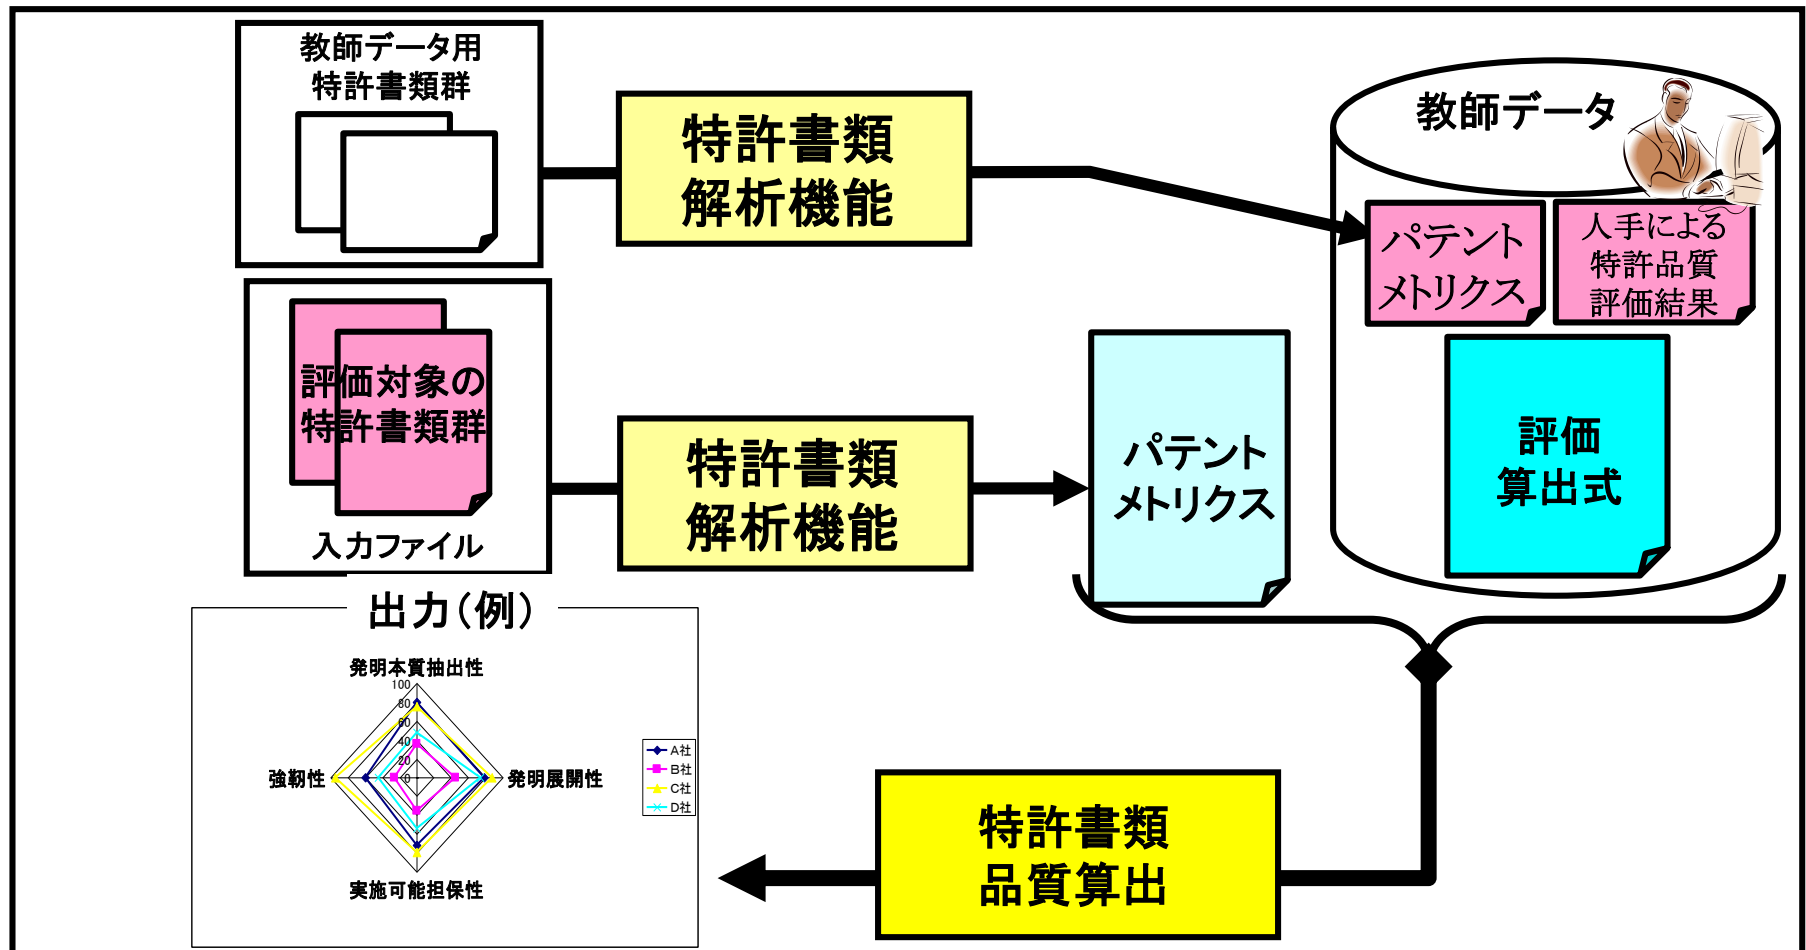 教師データ用
特許書類群
特許書類
解析機能
教師データ
パテント
メトリクス
人手による
特許品質
評価結果
評価対象の
特許書類群
入力ファイル
特許書類
解析機能
パテント
メトリクス
評価
算出式
出力(例)
発明本質抽出性
100
80
60
40
20
0
強靭性
発明展開性
実施可能担保性
A社
B社
C社
D社
特許書類
品質算出